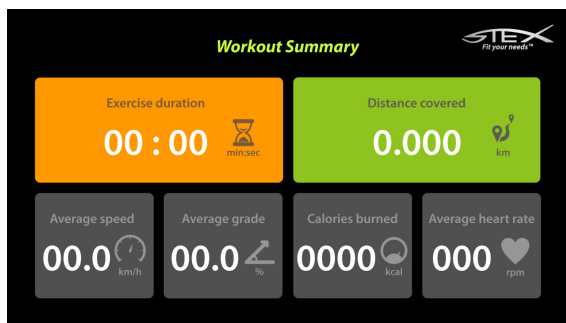 STEX
Fit your needs™
Workout Summary
Exercise duration
00 : 00
min:sec
Distance covered
0.000
km
Average speed
00.0
km/h
Average grade
00.0
%
Calories burned
0000
kcal
Average heart rate
000
rpm